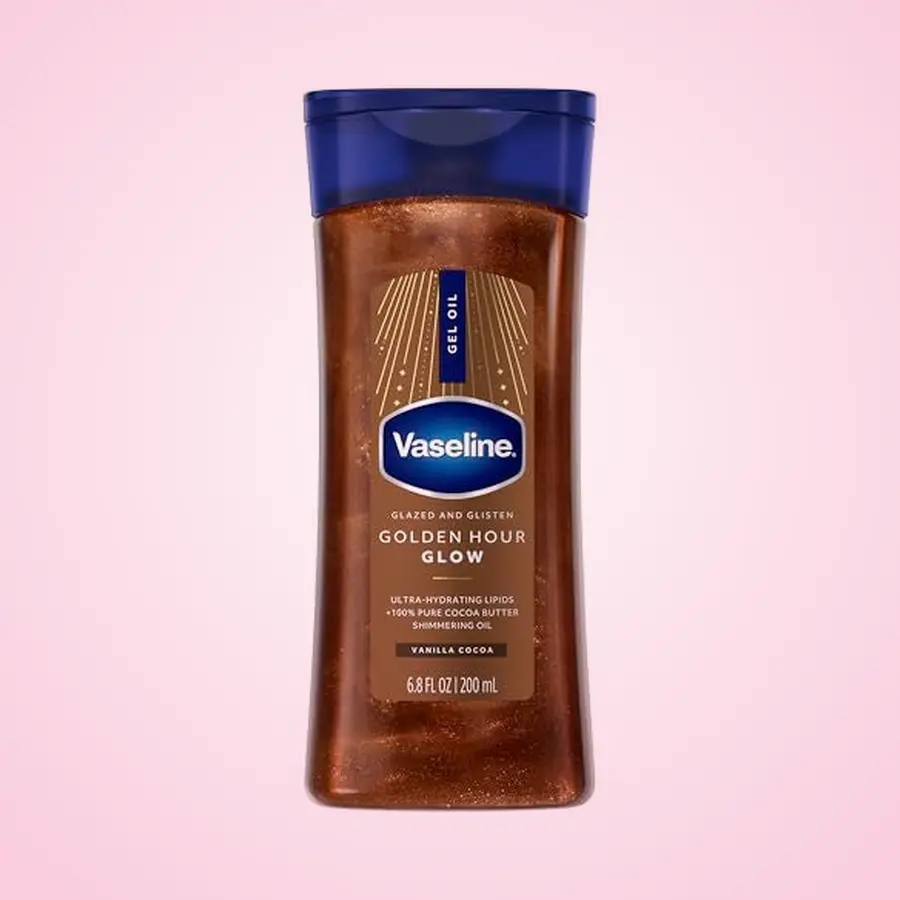 GEL OIL
Vaseline.
GLAZED AND GLISTEN
GOLDEN HOUR
GLOW
ULTRA-HYDRATING LIPIDS
+100% PURE COCOA BUTTER
SHIMMERING OIL
VANILLA COCOA
6.8 FL OZ | 200 mL